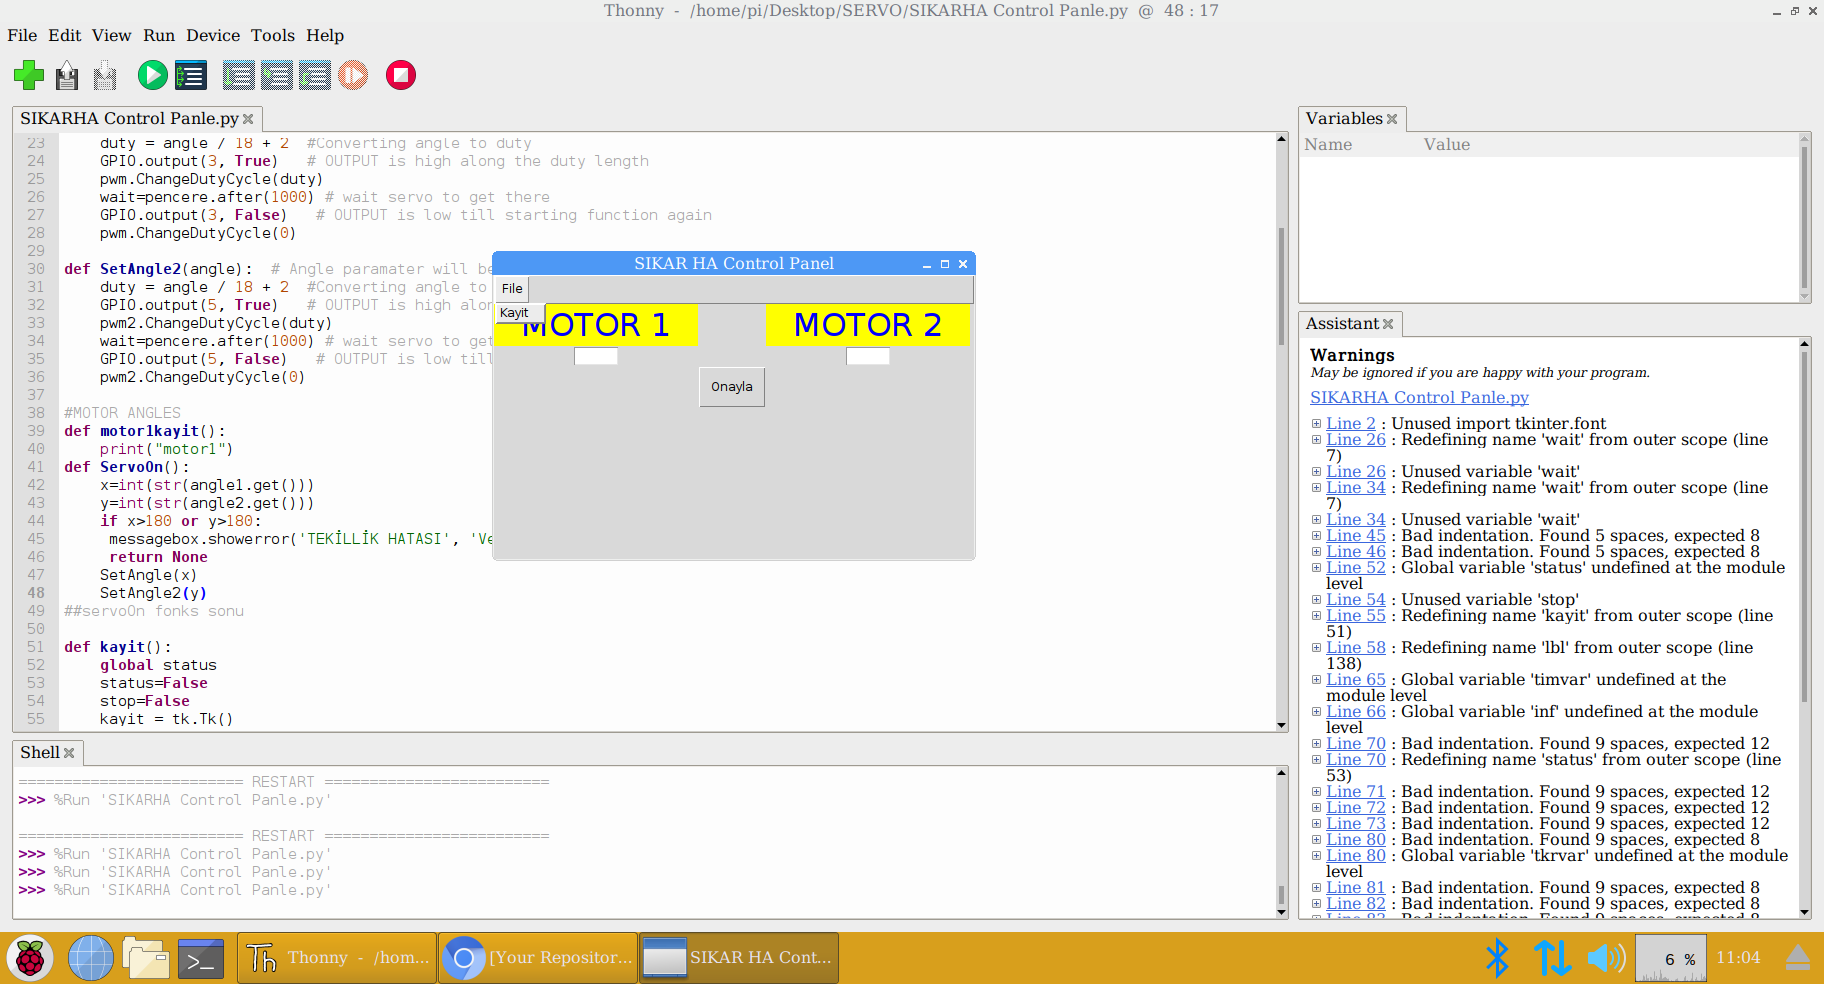 Thonny - /home/pi/Desktop/SERVO/SIKARHA Control Panle.py @ 48 : 17
File Edit View Run Device Tools Help
SIKARHA Control Panle.py
23 duty = angle / 18 + 2 #Converting angle to duty
24 GPIO.output(3, True) # OUTPUT is high along the duty length
25 pwm.ChangeDutyCycle(duty)
26 wait=pencere.after(1000) # wait servo to get there
27 GPIO.output(3, False) # OUTPUT is low till starting function again
28 pwm.ChangeDutyCycle(0)
29
30 def SetAngle2(angle): # Angle paramater will be
31 duty = angle / 18 + 2 #Converting angle to
32 GPIO.output(5, True) # OUTPUT is high alon
33 pwm2.ChangeDutyCycle(duty)
34 wait=pencere.after(1000) # wait servo to get
35 GPIO.output(5, False) # OUTPUT is low till
36 pwm2.ChangeDutyCycle(0)
37
38 #MOTOR ANGLES
39 def motor1kayit():
40 print("motor1")
41 def ServoOn():
42 x=int(str(angle1.get()))
43 y=int(str(angle2.get()))
44 if x>180 or y>180:
45 messagebox.showerror('TEKİLLİK HATASI', 'Ve
46 return None
47 SetAngle(x)
48 SetAngle2(y)
49 ##servoOn fonks sonu
50
51 def kayit():
52 global status
53 status=False
54 stop=False
55 kayit = tk.Tk()
SIKAR HA Control Panel
File
Kayit
MOTOR 1 MOTOR 2
Onayla
Shell
========================= RESTART =========================
>>> %Run 'SIKARHA Control Panle.py'
========================= RESTART =========================
>>> %Run 'SIKARHA Control Panle.py'
>>> %Run 'SIKARHA Control Panle.py'
>>> %Run 'SIKARHA Control Panle.py'
Variables
Name Value
Assistant
Warnings
May be ignored if you are happy with your program.
SIKARHA Control Panle.py
Line 2 : Unused import tkinter.font
Line 26 : Redefining name 'wait' from outer scope (line
7)
Line 26 : Unused variable 'wait'
Line 34 : Redefining name 'wait' from outer scope (line
7)
Line 34 : Unused variable 'wait'
Line 45 : Bad indentation. Found 5 spaces, expected 8
Line 46 : Bad indentation. Found 5 spaces, expected 8
Line 52 : Global variable 'status' undefined at the module
level
Line 54 : Unused variable 'stop'
Line 55 : Redefining name 'kayit' from outer scope (line
51)
Line 58 : Redefining name 'lbl' from outer scope (line
138)
Line 65 : Global variable 'timvar' undefined at the
module level
Line 66 : Global variable 'inf' undefined at the module
level
Line 70 : Bad indentation. Found 9 spaces, expected 12
Line 70 : Redefining name 'status' from outer scope (line
53)
Line 71 : Bad indentation. Found 9 spaces, expected 12
Line 72 : Bad indentation. Found 9 spaces, expected 12
Line 73 : Bad indentation. Found 9 spaces, expected 12
Line 80 : Bad indentation. Found 9 spaces, expected 8
Line 80 : Global variable 'tkrvar' undefined at the module
level
Line 81 : Bad indentation. Found 9 spaces, expected 8
Line 82 : Bad indentation. Found 9 spaces, expected 8
Line 83 : Bad indentation. Found 9 spaces, expected 8
Th Thonny - /hom...
[Your Repositor...
SIKAR HA Cont...
6 %
11:04